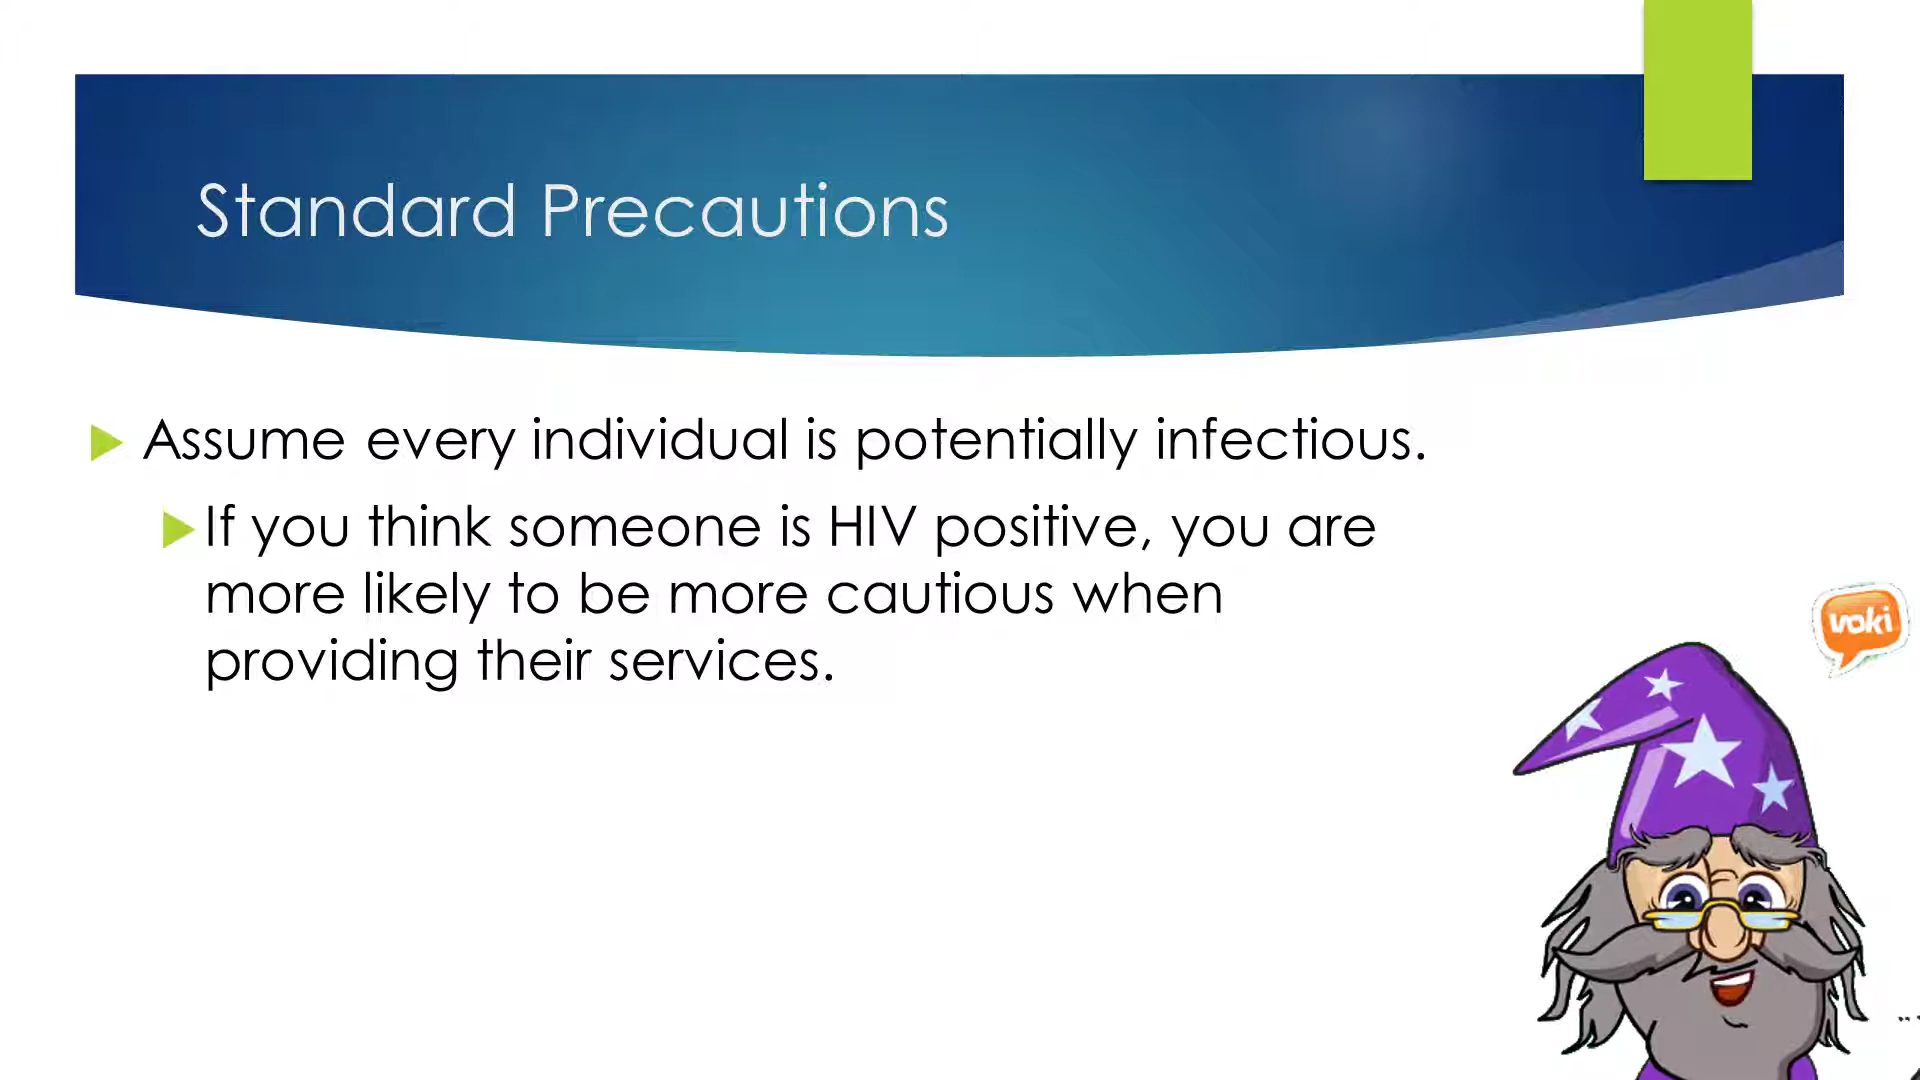 Standard Precautions
Assume every individual is potentially infectious.
If you think someone is HIV positive, you are
more likely to be more cautious when
providing their services.
voki